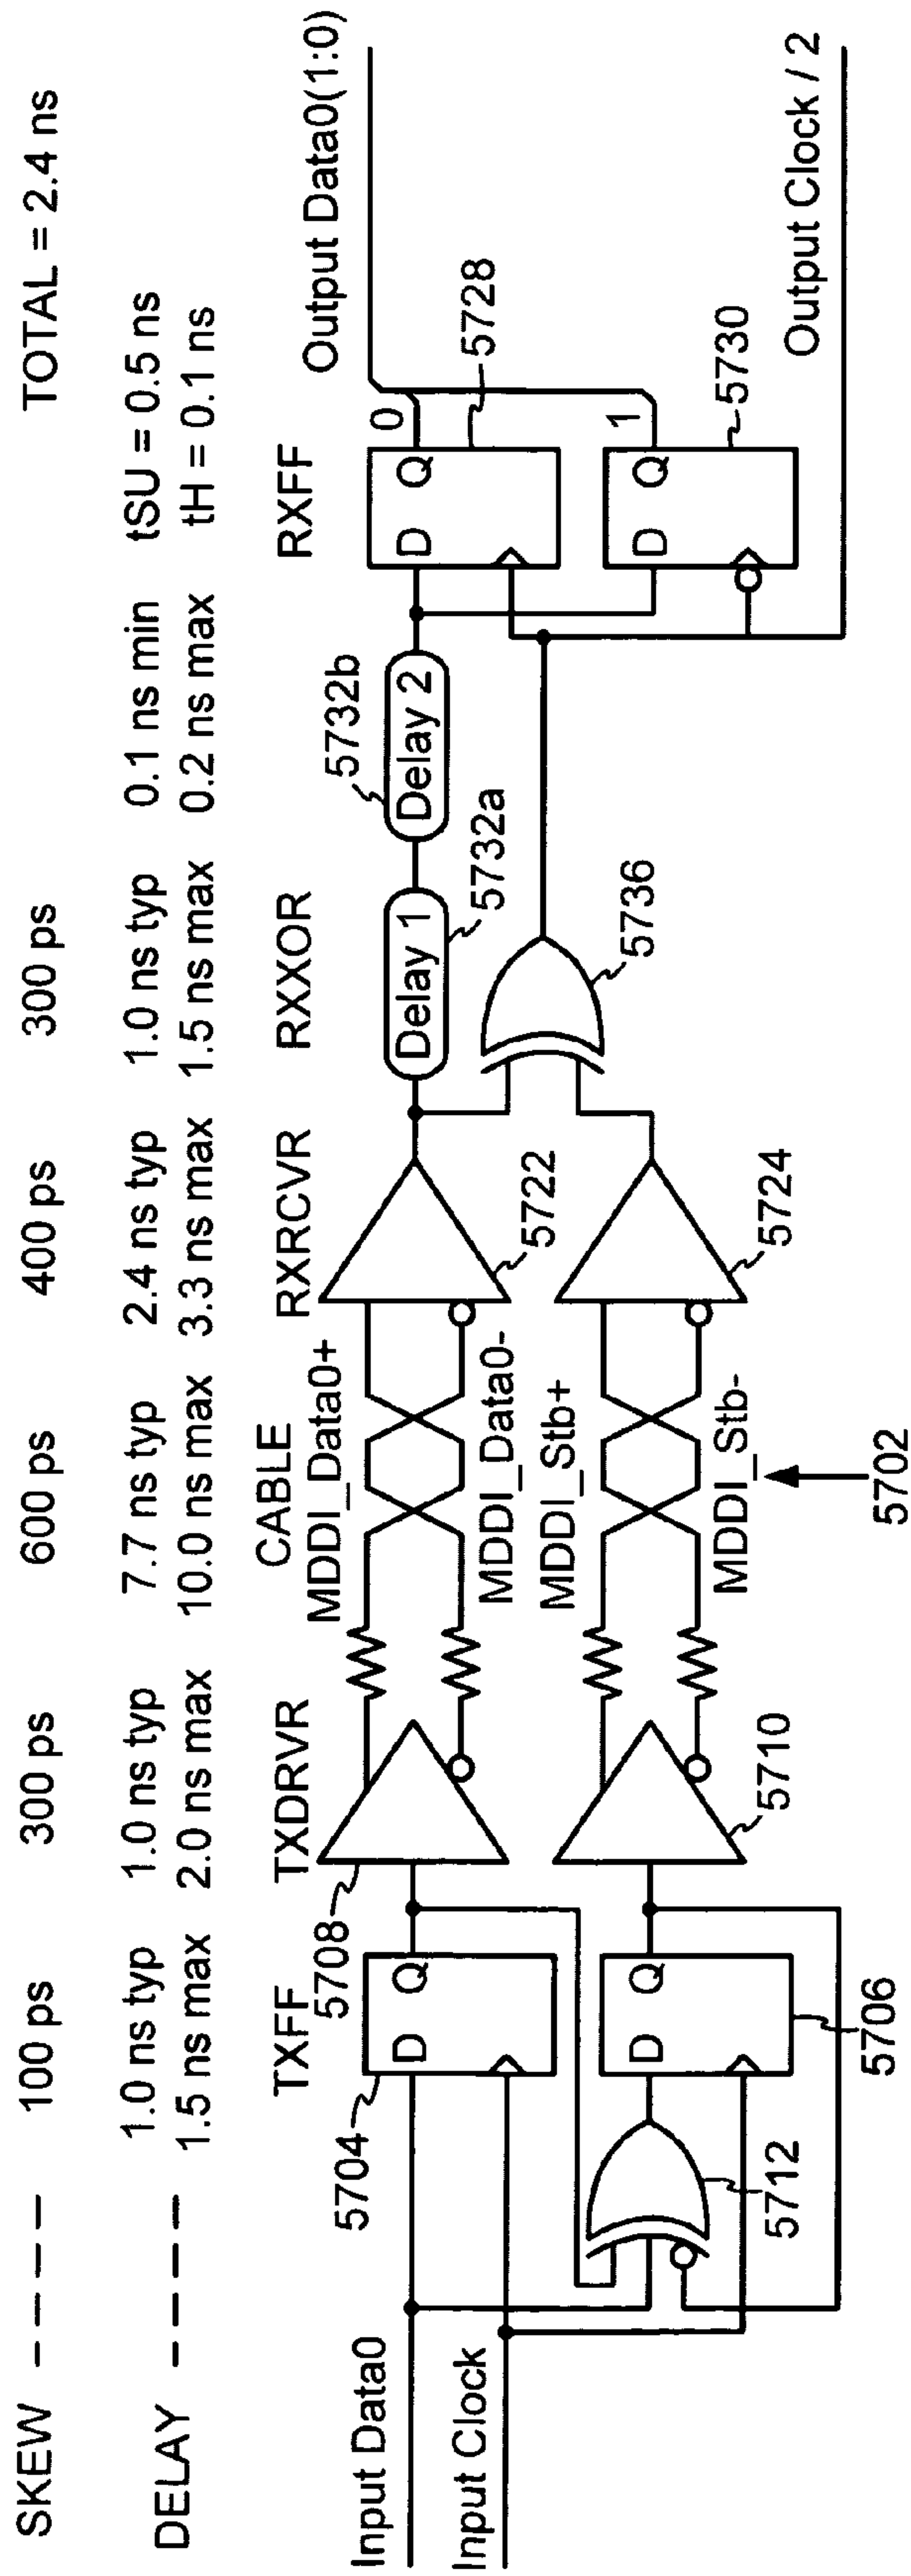 SKEW ---- 100 ps 300 ps 600 ps 400 ps 300 ps TOTAL = 2.4 ns
DELAY ---- 1.0 ns typ 1.0 ns typ 7.7 ns typ 2.4 ns typ 1.0 ns typ 0.1 ns min tSU = 0.5 ns
1.5 ns max 2.0 ns max 10.0 ns max 3.3 ns max 1.5 ns max 0.2 ns max tH = 0.1 ns
TXFF TXDRVR CABLE RXRCVR RXXOR RXFF
MDDI_Data0+
MDDI_Data0-
MDDI_Stb+
MDDI_Stb-
5702
Input Data0
Input Clock
5704
D Q
5708
5712
D Q
5706
5710
5722
5724
Delay 1
5732a
Delay 2
5732b
5736
D Q
0
5728
D Q
1
5730
Output Data0(1:0)
Output Clock / 2